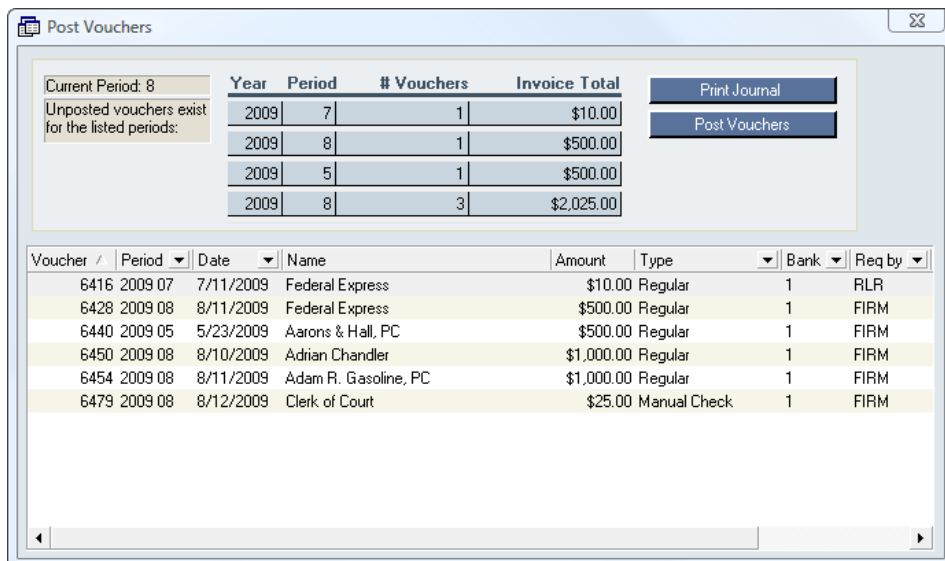 Post Vouchers
Current Period: 8
Unposted vouchers exist
for the listed periods:
Year Period # Vouchers Invoice Total
2009 7 1 $10.00
2009 8 1 $500.00
2009 5 1 $500.00
2009 8 3 $2,025.00
Print Journal
Post Vouchers
Voucher Period Date Name Amount Type Bank Req by
6416 2009 07 7/11/2009 Federal Express $10.00 Regular 1 RLR
6428 2009 08 8/11/2009 Federal Express $500.00 Regular 1 FIRM
6440 2009 05 5/23/2009 Aarons & Hall, PC $500.00 Regular 1 FIRM
6450 2009 08 8/10/2009 Adrian Chandler $1,000.00 Regular 1 FIRM
6454 2009 08 8/11/2009 Adam R. Gasoline, PC $1,000.00 Regular 1 FIRM
6479 2009 08 8/12/2009 Clerk of Court $25.00 Manual Check 1 FIRM